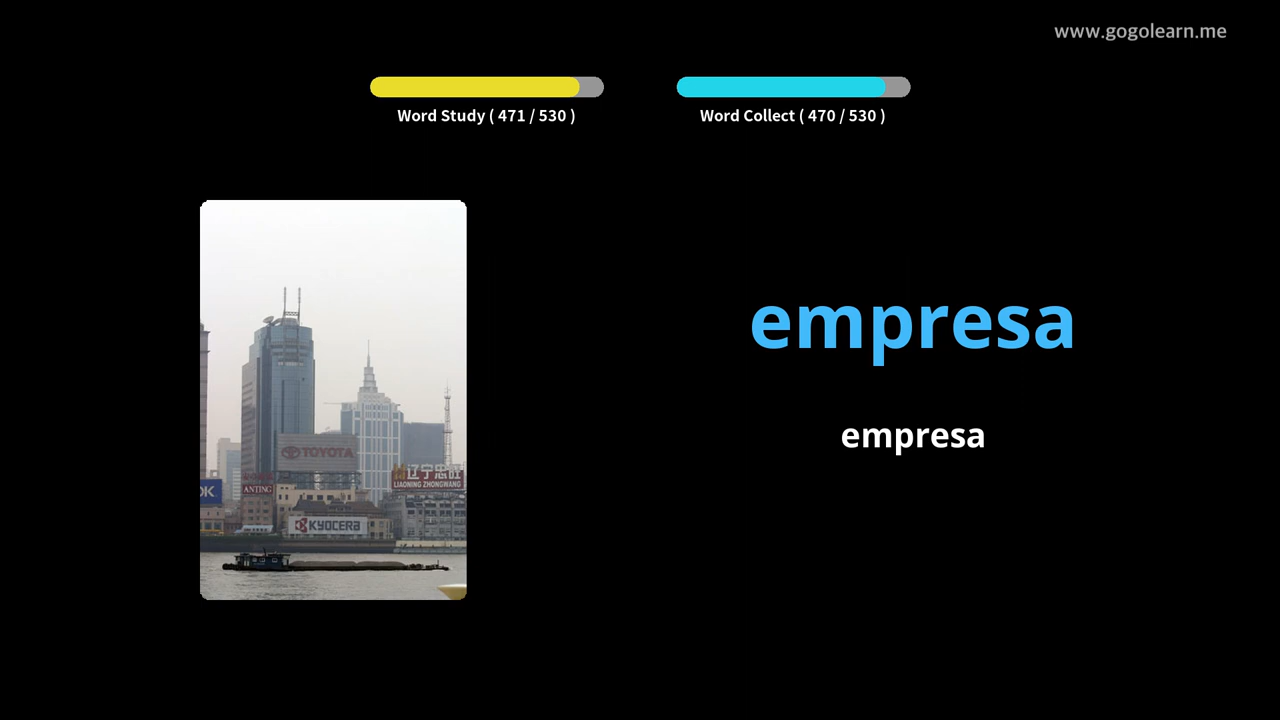 www.gogolearn.me
Word Study ( 471 / 530 )
Word Collect ( 470 / 530 )
empresa
empresa
TOYOTA
辽宁忠旺
LIAONING ZHONGWANG
ANTING
OK
KYOCERA